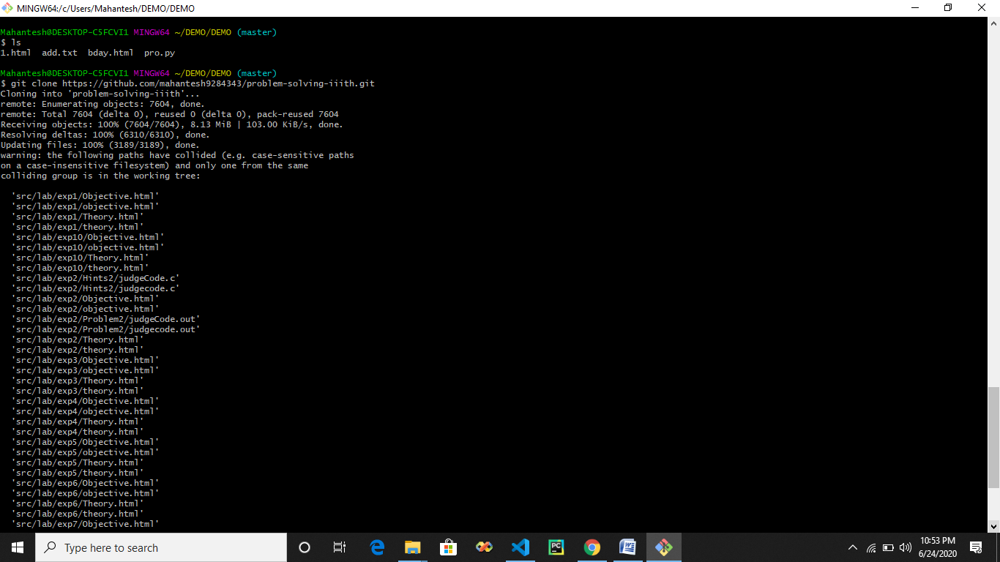 MINGW64:/c/Users/Mahantesh/DEMO/DEMO
Mahantesh@DESKTOP-C5FCVI1 MINGW64 ~/DEMO/DEMO (master)
$ ls
1.html  add.txt  bday.html  pro.py
Mahantesh@DESKTOP-C5FCVI1 MINGW64 ~/DEMO/DEMO (master)
$ git clone https://github.com/mahantesh9284343/problem-solving-iiith.git
Cloning into 'problem-solving-iiith'...
remote: Enumerating objects: 7604, done.
remote: Total 7604 (delta 0), reused 0 (delta 0), pack-reused 7604
Receiving objects: 100% (7604/7604), 8.13 MiB | 103.00 KiB/s, done.
Resolving deltas: 100% (6310/6310), done.
Updating files: 100% (3189/3189), done.
warning: the following paths have collided (e.g. case-sensitive paths
on a case-insensitive filesystem) and only one from the same
colliding group is in the working tree:
'src/lab/exp1/Objective.html'
'src/lab/exp1/objective.html'
'src/lab/exp1/Theory.html'
'src/lab/exp1/theory.html'
'src/lab/exp10/Objective.html'
'src/lab/exp10/objective.html'
'src/lab/exp10/Theory.html'
'src/lab/exp10/theory.html'
'src/lab/exp2/Hints2/judgeCode.c'
'src/lab/exp2/Hints2/judgecode.c'
'src/lab/exp2/Objective.html'
'src/lab/exp2/objective.html'
'src/lab/exp2/Problem2/judgeCode.out'
'src/lab/exp2/Problem2/judgecode.out'
'src/lab/exp2/Theory.html'
'src/lab/exp2/theory.html'
'src/lab/exp3/Objective.html'
'src/lab/exp3/objective.html'
'src/lab/exp3/Theory.html'
'src/lab/exp3/theory.html'
'src/lab/exp4/Objective.html'
'src/lab/exp4/objective.html'
'src/lab/exp4/Theory.html'
'src/lab/exp4/theory.html'
'src/lab/exp5/Objective.html'
'src/lab/exp5/objective.html'
'src/lab/exp5/Theory.html'
'src/lab/exp5/theory.html'
'src/lab/exp6/Objective.html'
'src/lab/exp6/objective.html'
'src/lab/exp6/Theory.html'
'src/lab/exp6/theory.html'
'src/lab/exp7/Objective.html'
Type here to search
PC
10:53 PM
6/24/2020